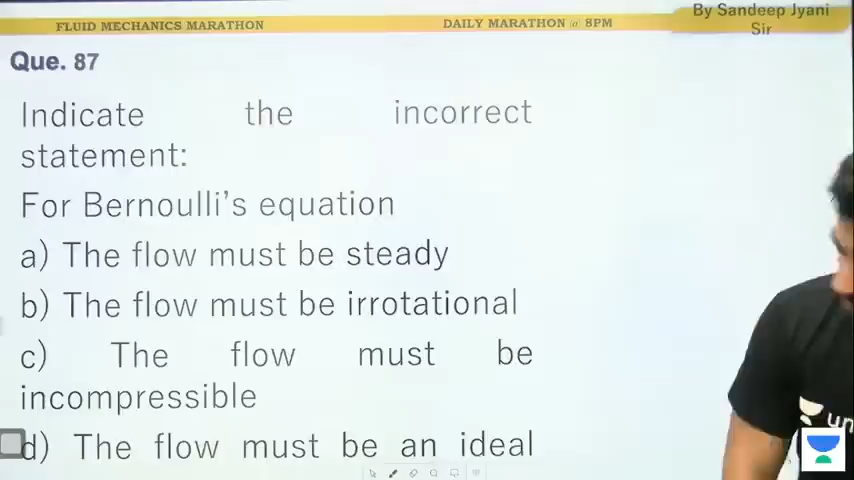 FLUID MECHANICS MARATHON
DAILY MARATHON @ 8PM
By Sandeep Jyani
Sir
Que. 87
Indicate the incorrect
statement:
For Bernoulli's equation
a) The flow must be steady
b) The flow must be irrotational
c) The flow must be
incompressible
d) The flow must be an ideal
un